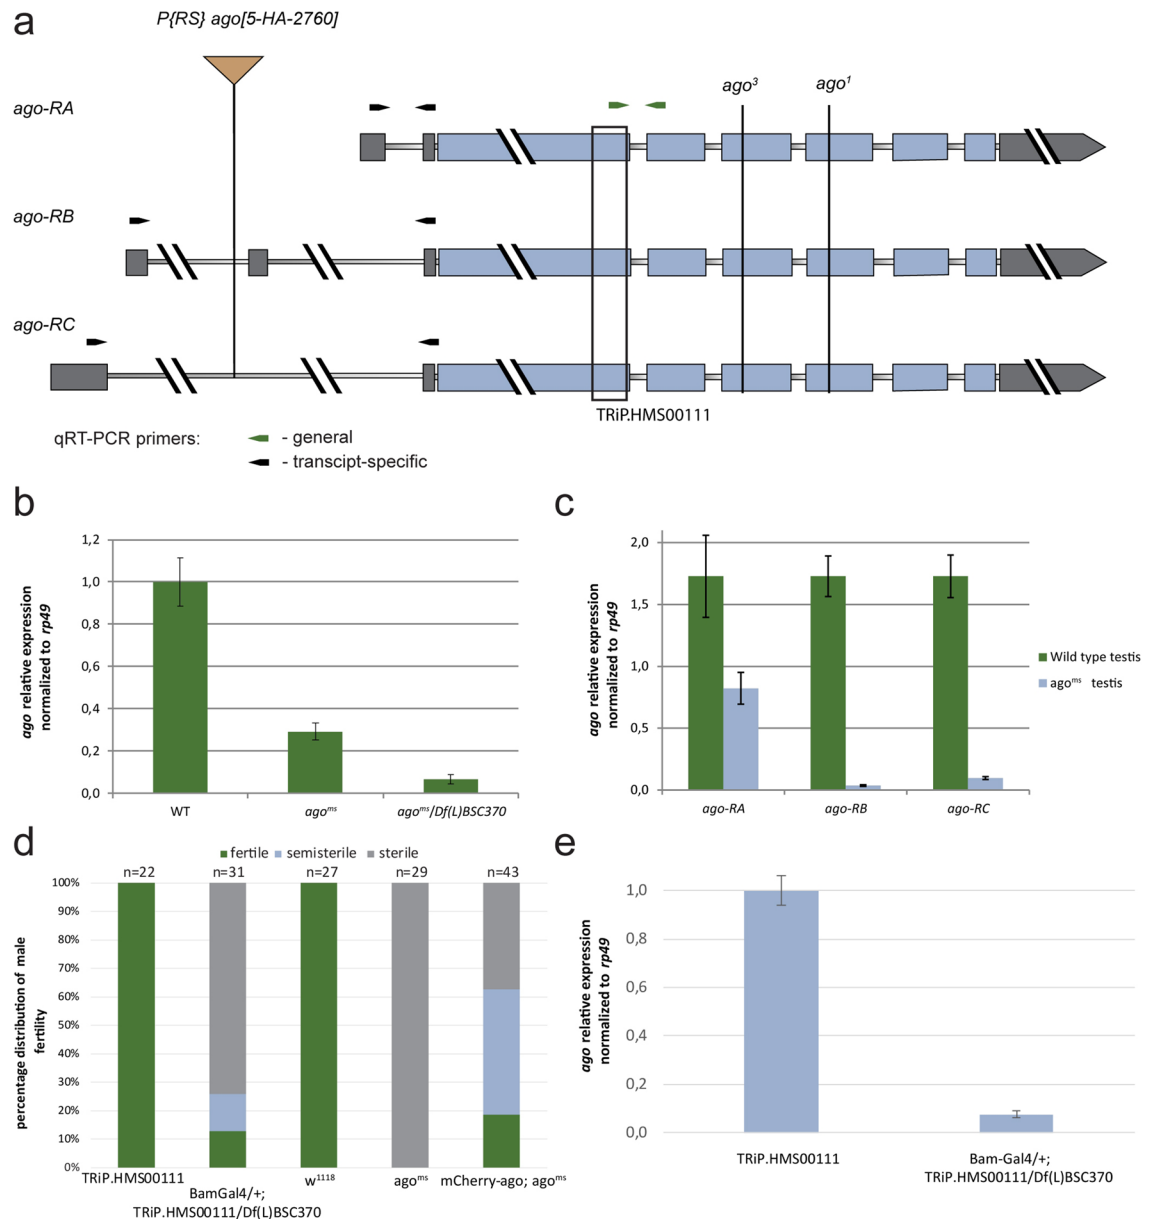 a
P{RS} ago[5-HA-2760]
ago-RA
ago³
ago¹
ago-RB
ago-RC
TRiP.HMS00111
qRT-PCR primers:
- general
- transcipt-specific
b
ago relative expression
normalized to rp49
1,2
1,0
0,8
0,6
0,4
0,2
0,0
WT
agoᵐˢ
agoᵐˢ/Df(L)BSC370
c
ago relative expression
normalized to rp49
2,0
1,5
1,0
0,5
0,0
ago-RA
ago-RB
ago-RC
Wild type testis
agoᵐˢ testis
d
fertile semisterile sterile
n=22 n=31 n=27 n=29 n=43
percentage distribution of male
fertility
100%
90%
80%
70%
60%
50%
40%
30%
20%
10%
0%
TRiP.HMS00111
BamGal4/+;
TRiP.HMS00111/Df(L)BSC370
w¹¹¹⁸
agoᵐˢ
mCherry-ago; agoᵐˢ
e
ago relative expression
normalized to rp49
1,0
0,8
0,6
0,4
0,2
0,0
TRiP.HMS00111
Bam-Gal4/+;
TRiP.HMS00111/Df(L)BSC370